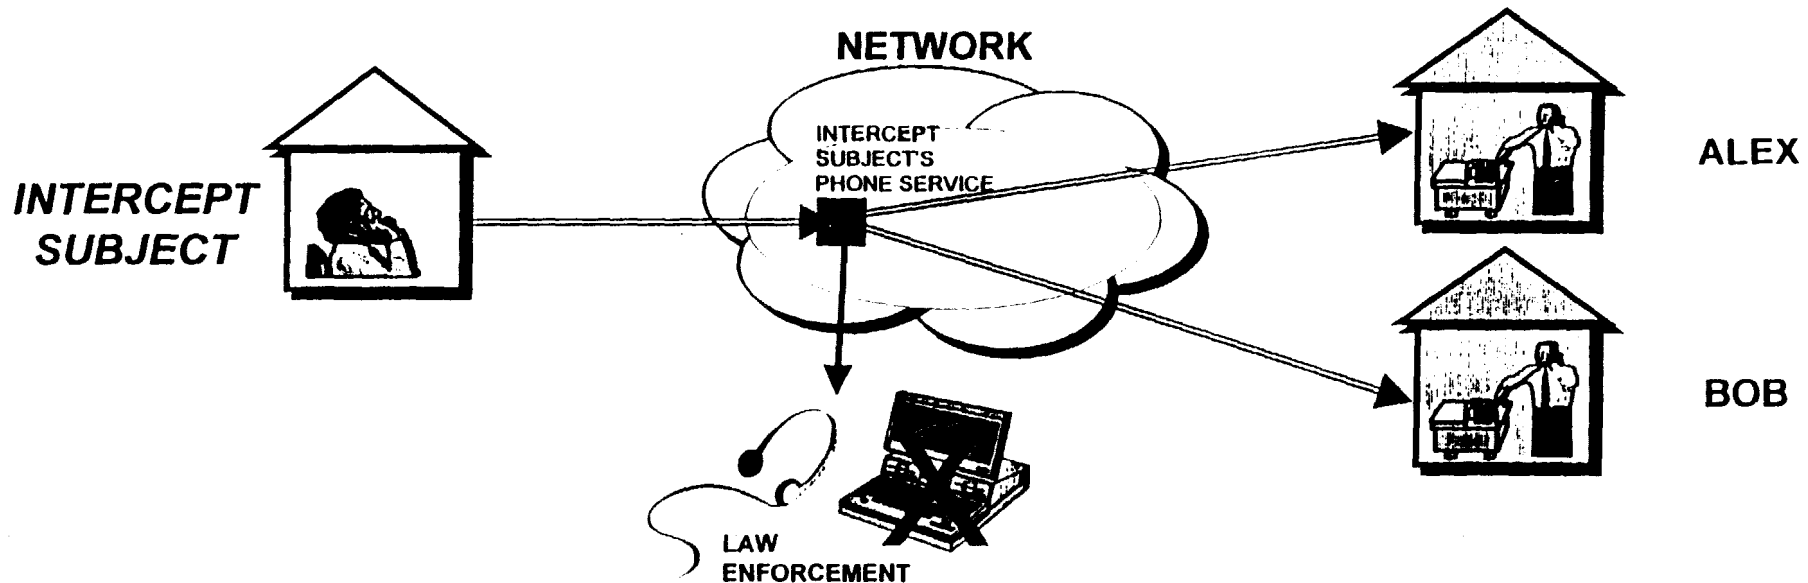 NETWORK
INTERCEPT
SUBJECT'S
PHONE SERVICE
INTERCEPT
SUBJECT
ALEX
BOB
LAW
ENFORCEMENT